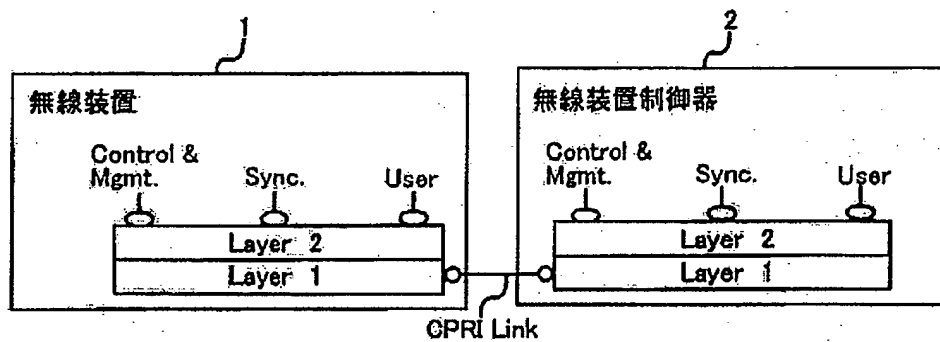 1
無線装置
Control &
Mgmt.
Sync.
User
Layer 2
Layer 1
2
無線装置制御器
Control &
Mgmt.
Sync.
User
Layer 2
Layer 1
CPRI Link